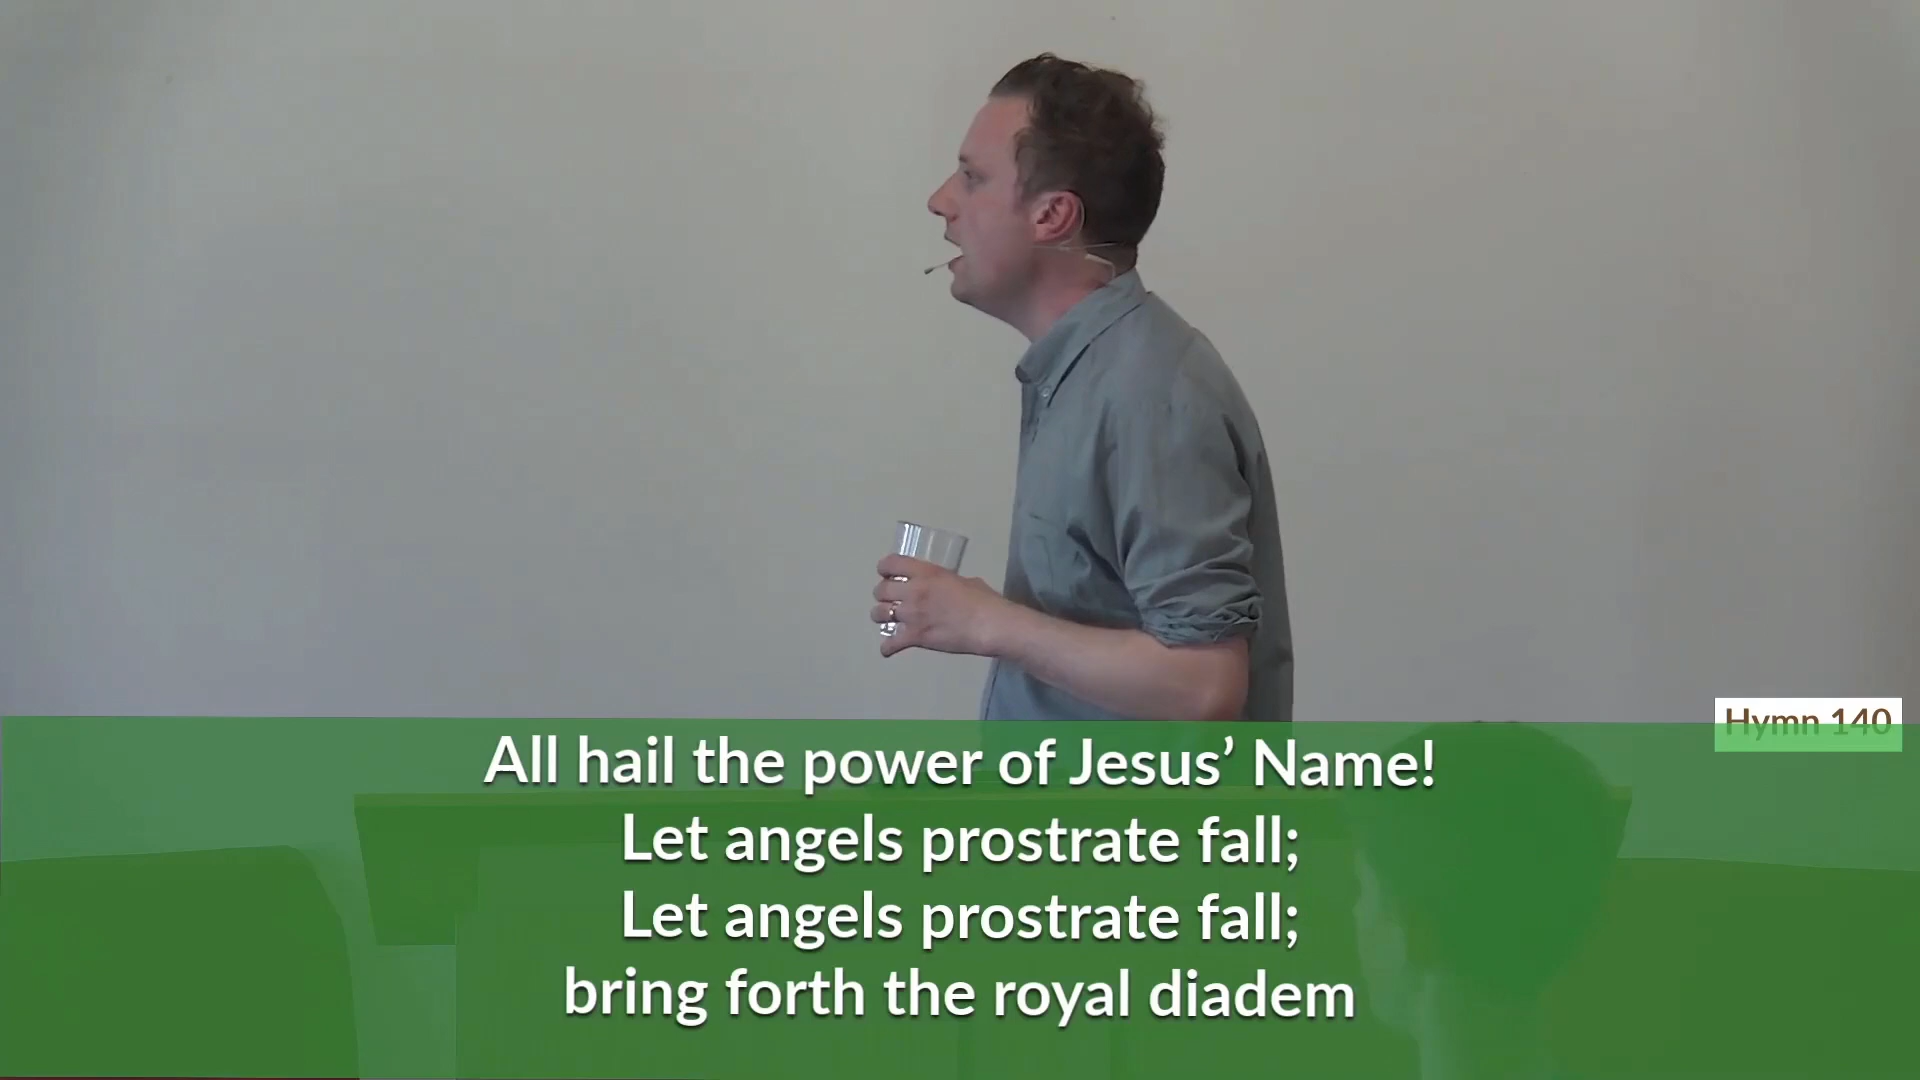 Hymn 140
All hail the power of Jesus’ Name!
Let angels prostrate fall;
Let angels prostrate fall;
bring forth the royal diadem